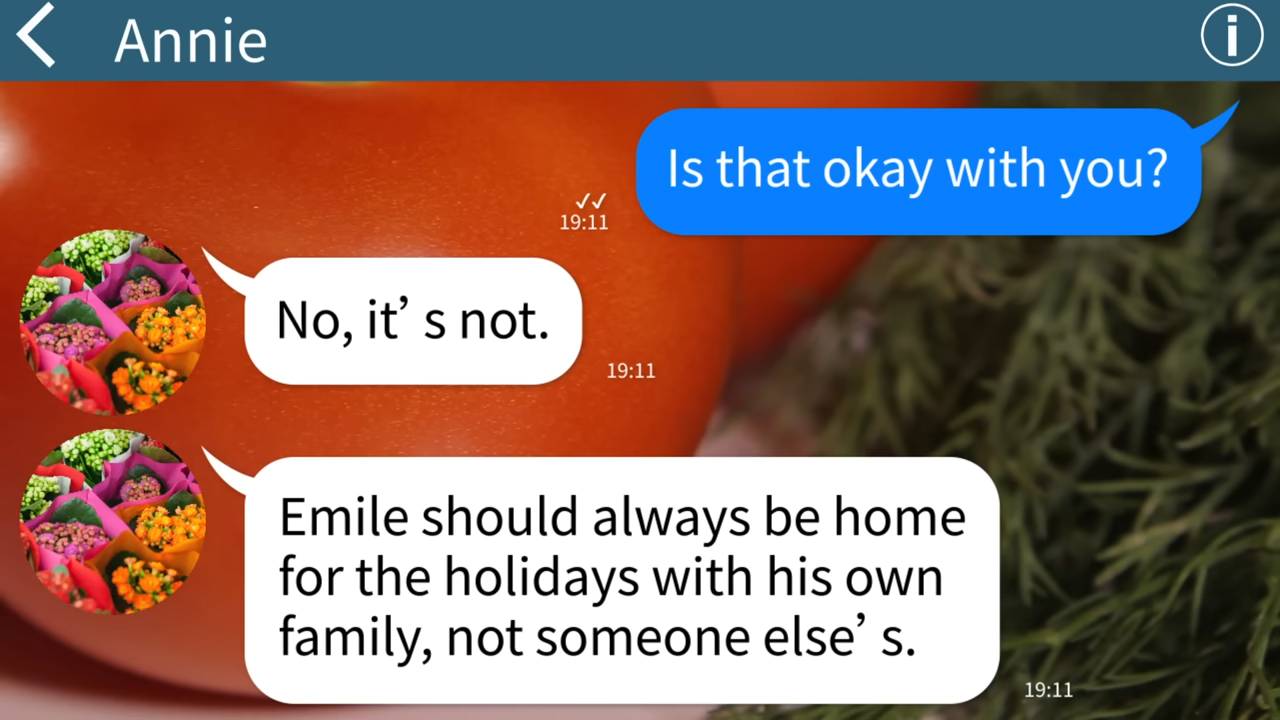 Annie
Is that okay with you?
19:11
No, it’ s not.
19:11
Emile should always be home
for the holidays with his own
family, not someone else’ s.
19:11